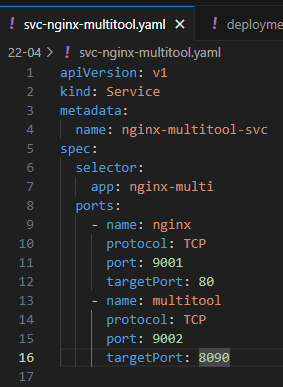 ! svc-nginx-multitool.yaml × ! deployme
22-04 > ! svc-nginx-multitool.yaml
1 apiVersion: v1
2 kind: Service
3 metadata:
4   name: nginx-multitool-svc
5 spec:
6   selector:
7     app: nginx-multi
8   ports:
9     - name: nginx
10       protocol: TCP
11       port: 9001
12       targetPort: 80
13     - name: multitool
14       protocol: TCP
15       port: 9002
16       targetPort: 8090
17